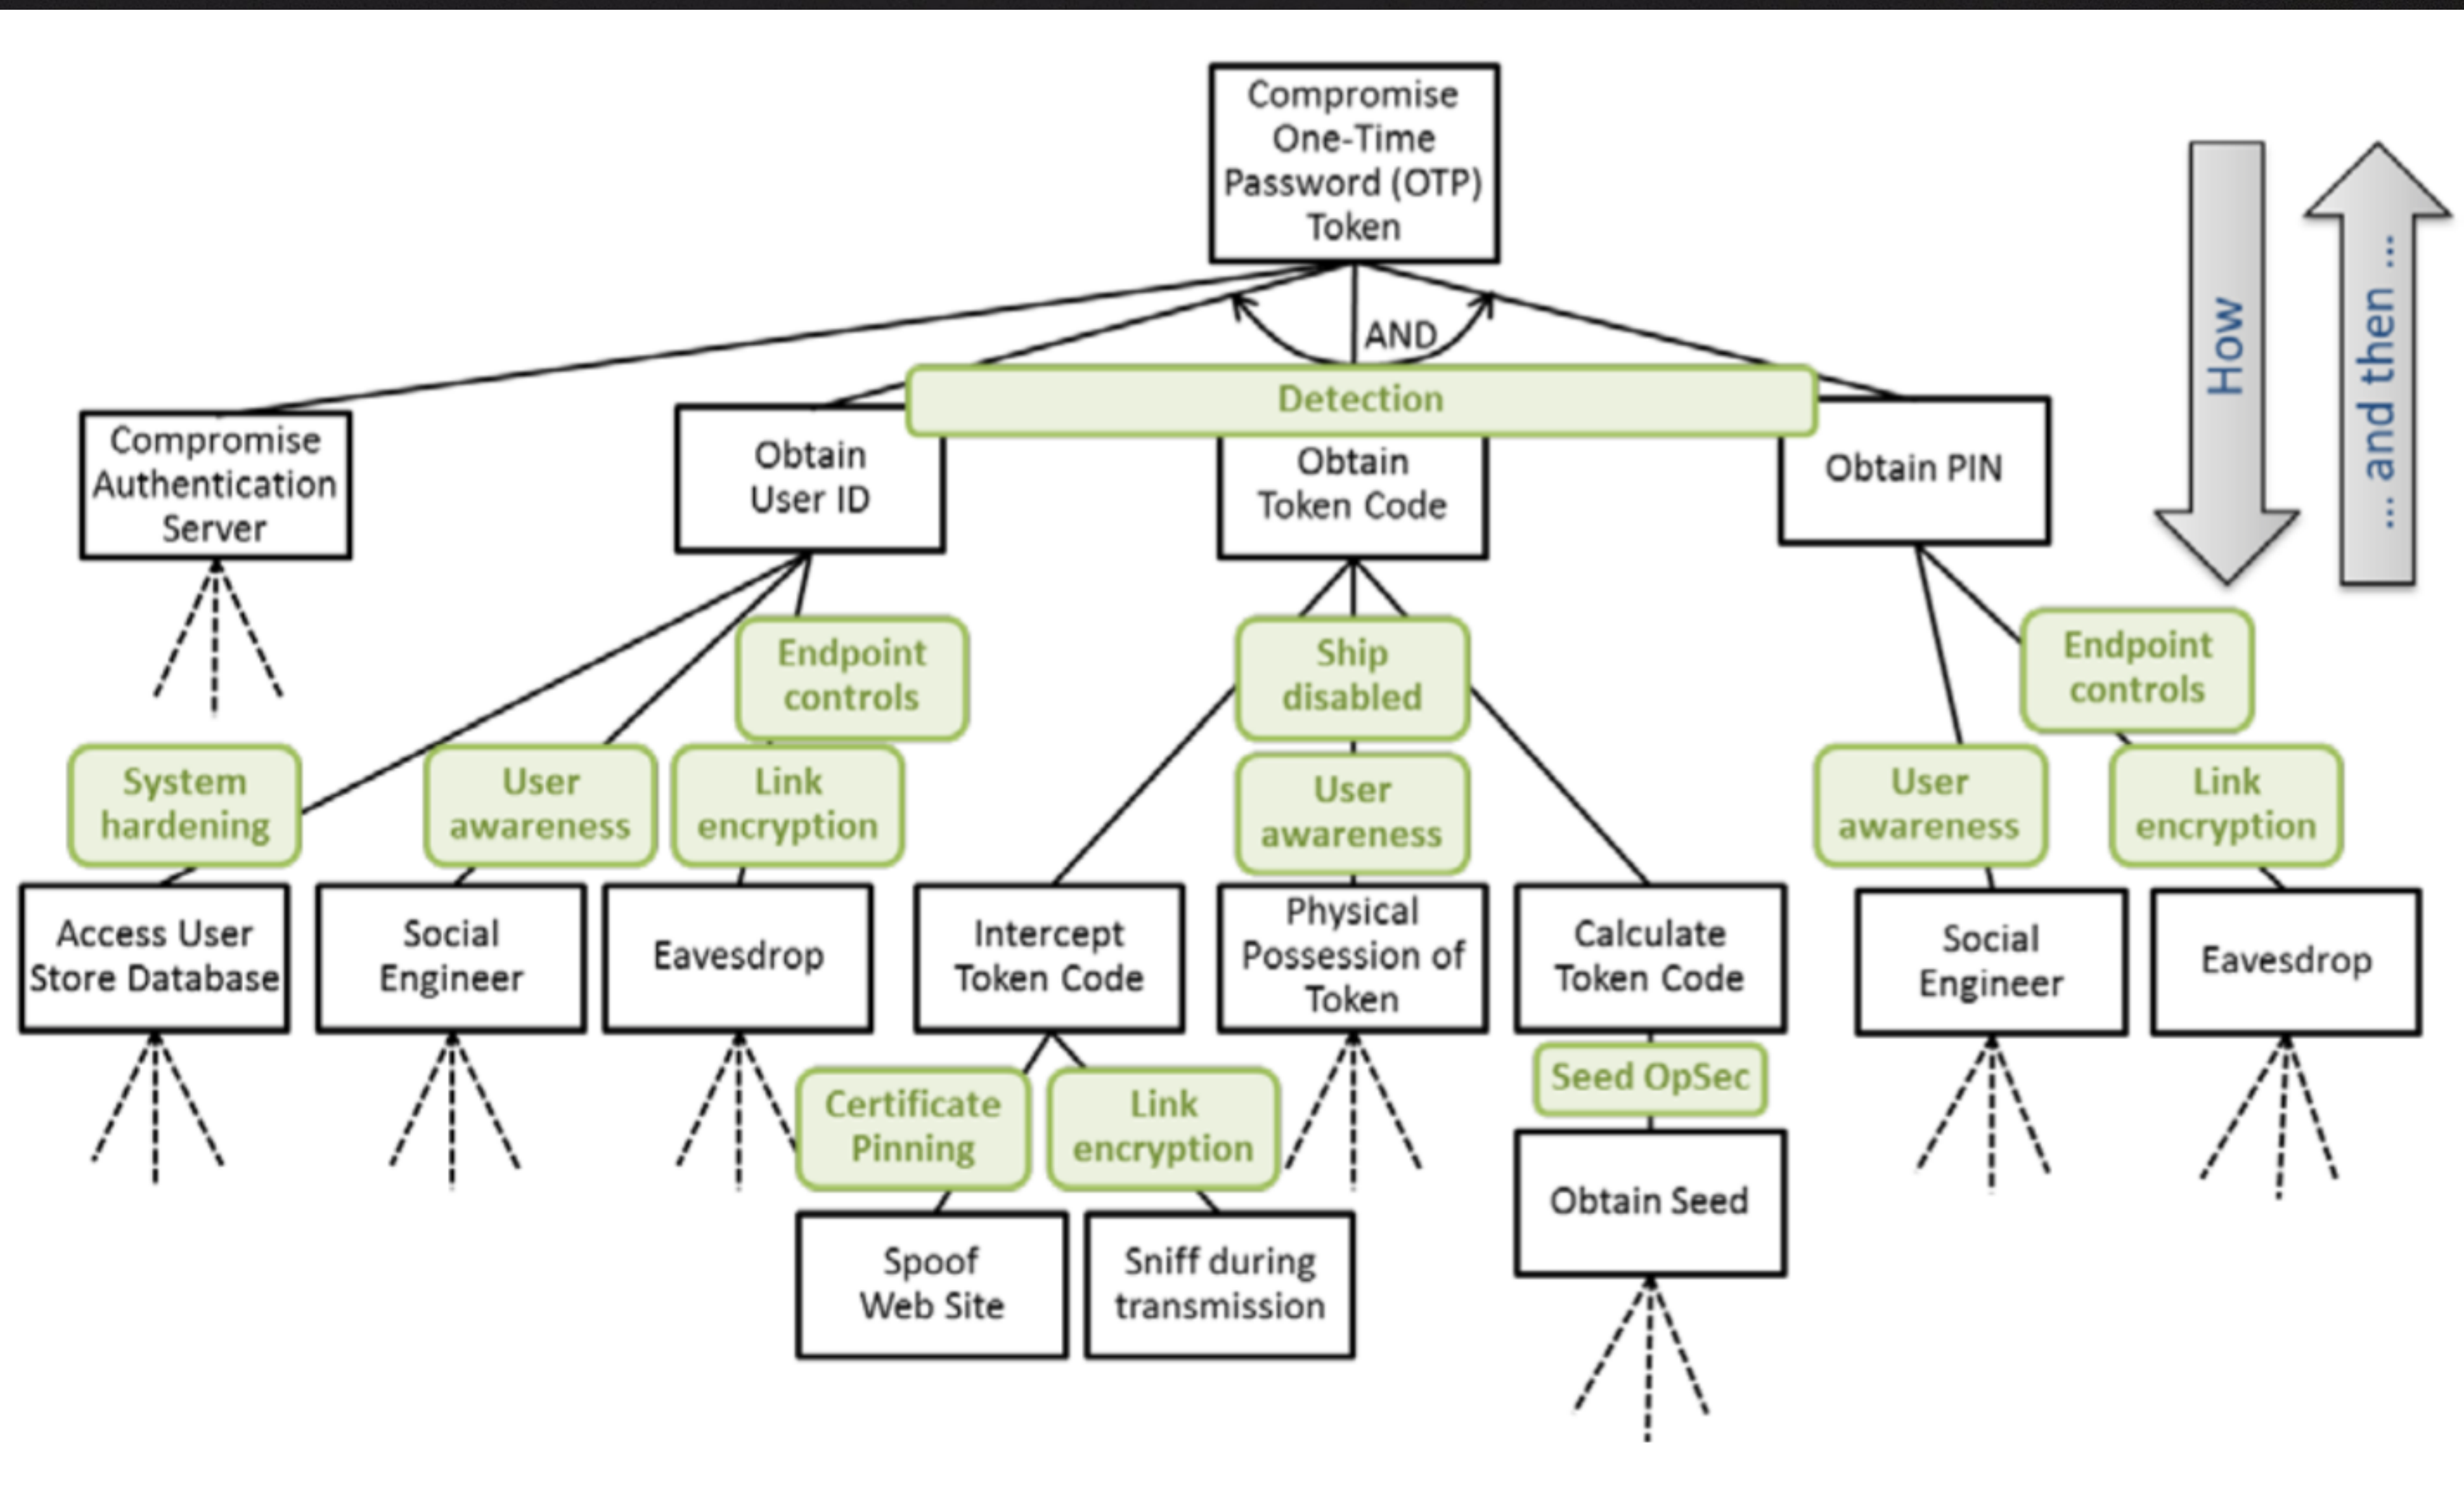 Compromise
One-Time
Password (OTP)
Token
AND
How
... and then ...
Detection
Compromise
Authentication
Server
Obtain
User ID
Obtain
Token Code
Obtain PIN
Endpoint
controls
Ship
disabled
Endpoint
controls
System
hardening
User
awareness
Link
encryption
User
awareness
User
awareness
Link
encryption
Access User
Store Database
Social
Engineer
Eavesdrop
Intercept
Token Code
Physical
Possession of
Token
Calculate
Token Code
Social
Engineer
Eavesdrop
Certificate
Pinning
Link
encryption
Seed OpSec
Obtain Seed
Spoof
Web Site
Sniff during
transmission